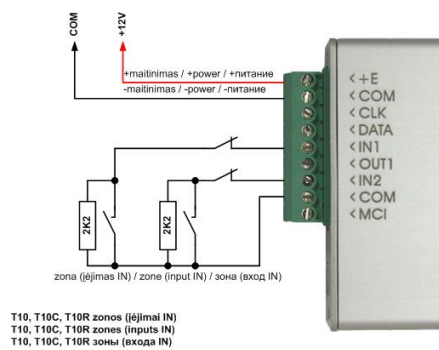 COM
+12V
+maitinimas / +power / +питание
-maitinimas / -power / -питание
<+E
<COM
<CLK
<DATA
<IN1
<OUT1
<IN2
<COM
<MCI
2K2
2K2
zona (įėjimas IN) / zone (input IN) / зона (вход IN)
T10, T10C, T10R zonos (įėjimai IN)
T10, T10C, T10R zones (inputs IN)
T10, T10C, T10R зоны (входа IN)